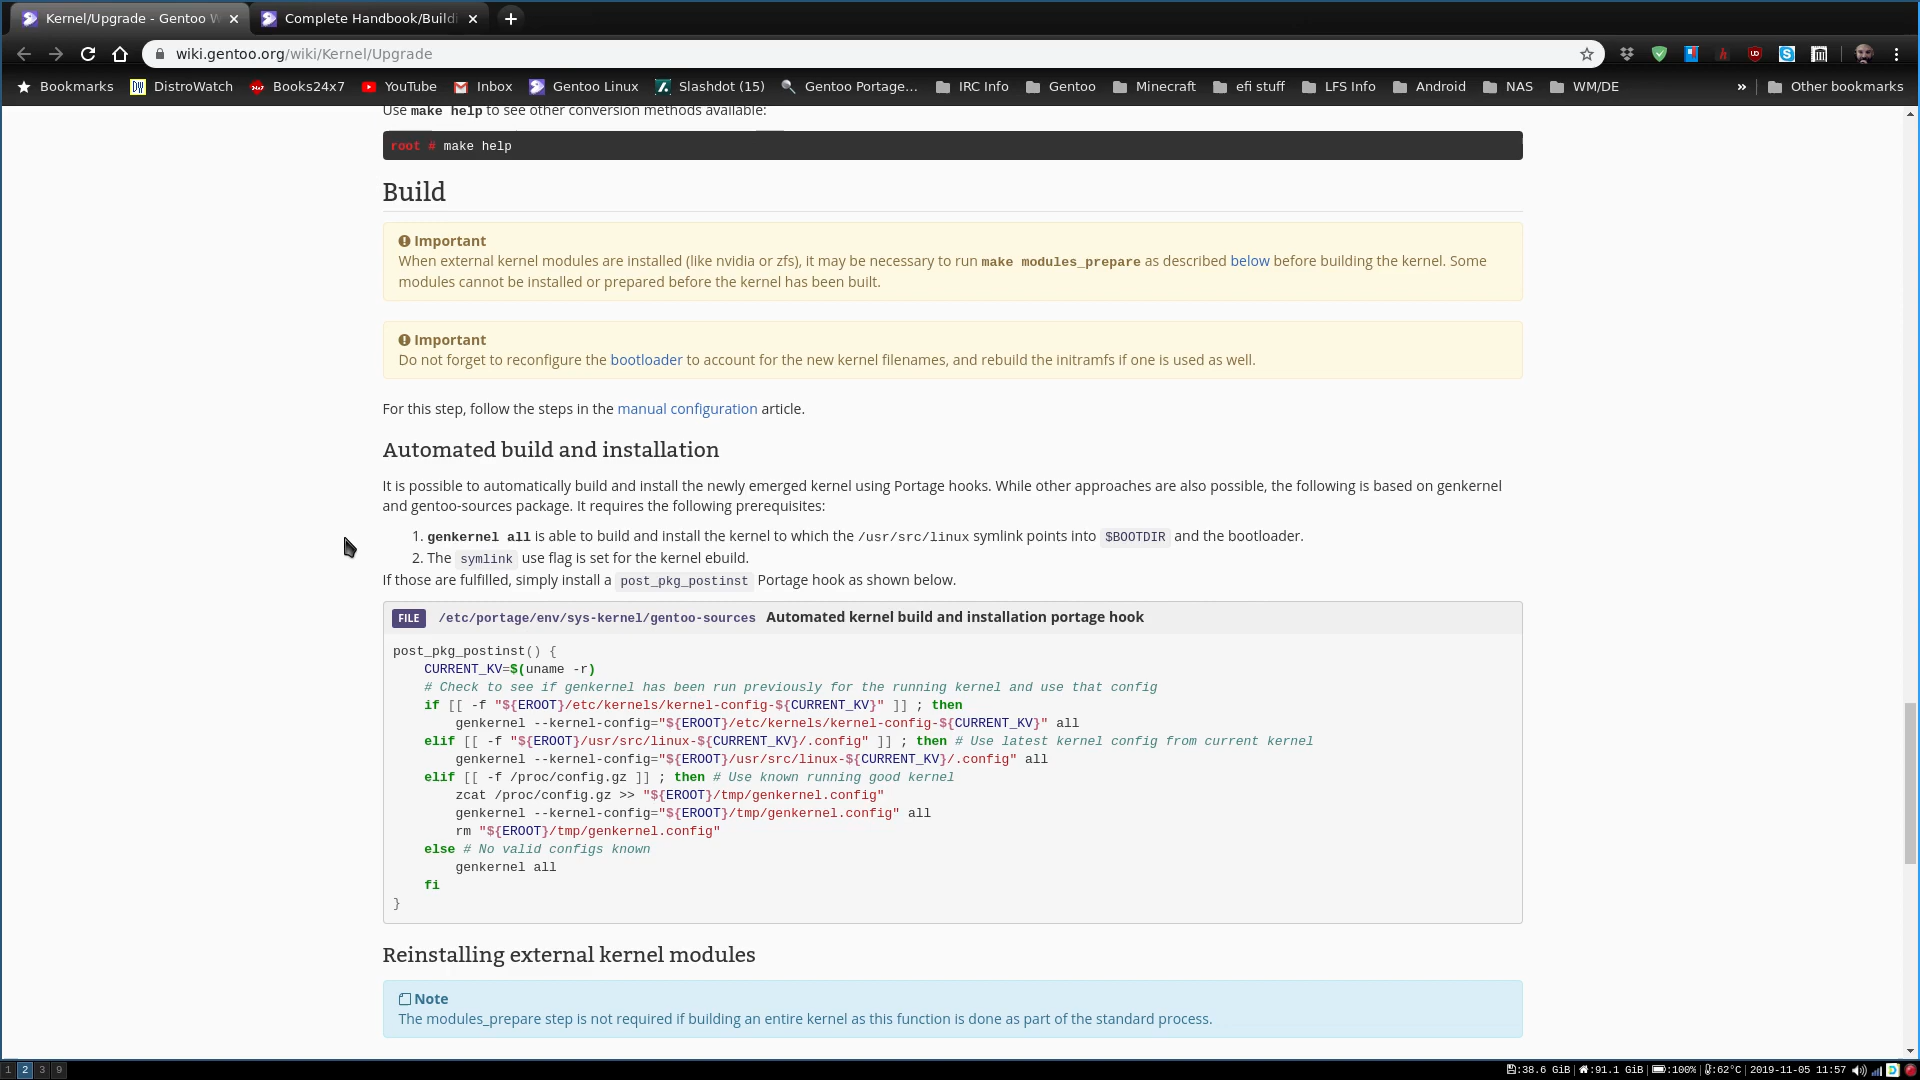 Kernel/Upgrade - Gentoo W
Complete Handbook/Buildi
wiki.gentoo.org/wiki/Kernel/Upgrade
Bookmarks DistroWatch Books24x7 YouTube Inbox Gentoo Linux Slashdot (15) Gentoo Portage... IRC Info Gentoo Minecraft efi stuff LFS Info Android NAS WM/DE » Other bookmarks
Use make help to see other conversion methods available:
root # make help
Build
Important
When external kernel modules are installed (like nvidia or zfs), it may be necessary to run make modules_prepare as described below before building the kernel. Some
modules cannot be installed or prepared before the kernel has been built.
Important
Do not forget to reconfigure the bootloader to account for the new kernel filenames, and rebuild the initramfs if one is used as well.
For this step, follow the steps in the manual configuration article.
Automated build and installation
It is possible to automatically build and install the newly emerged kernel using Portage hooks. While other approaches are also possible, the following is based on genkernel
and gentoo-sources package. It requires the following prerequisites:
1. genkernel all is able to build and install the kernel to which the /usr/src/linux symlink points into $BOOTDIR and the bootloader.
2. The symlink use flag is set for the kernel ebuild.
If those are fulfilled, simply install a post_pkg_postinst Portage hook as shown below.
FILE /etc/portage/env/sys-kernel/gentoo-sources Automated kernel build and installation portage hook
post_pkg_postinst() {
    CURRENT_KV=$(uname -r)
    # Check to see if genkernel has been run previously for the running kernel and use that config
    if [[ -f "${EROOT}/etc/kernels/kernel-config-${CURRENT_KV}" ]] ; then
        genkernel --kernel-config="${EROOT}/etc/kernels/kernel-config-${CURRENT_KV}" all
    elif [[ -f "${EROOT}/usr/src/linux-${CURRENT_KV}/.config" ]] ; then # Use latest kernel config from current kernel
        genkernel --kernel-config="${EROOT}/usr/src/linux-${CURRENT_KV}/.config" all
    elif [[ -f /proc/config.gz ]] ; then # Use known running good kernel
        zcat /proc/config.gz >> "${EROOT}/tmp/genkernel.config"
        genkernel --kernel-config="${EROOT}/tmp/genkernel.config" all
        rm "${EROOT}/tmp/genkernel.config"
    else # No valid configs known
        genkernel all
    fi
}
Reinstalling external kernel modules
Note
The modules_prepare step is not required if building an entire kernel as this function is done as part of the standard process.
1 2 3 9
:38.6 GiB | :91.1 GiB | :100% | :62°C | 2019-11-05 11:57